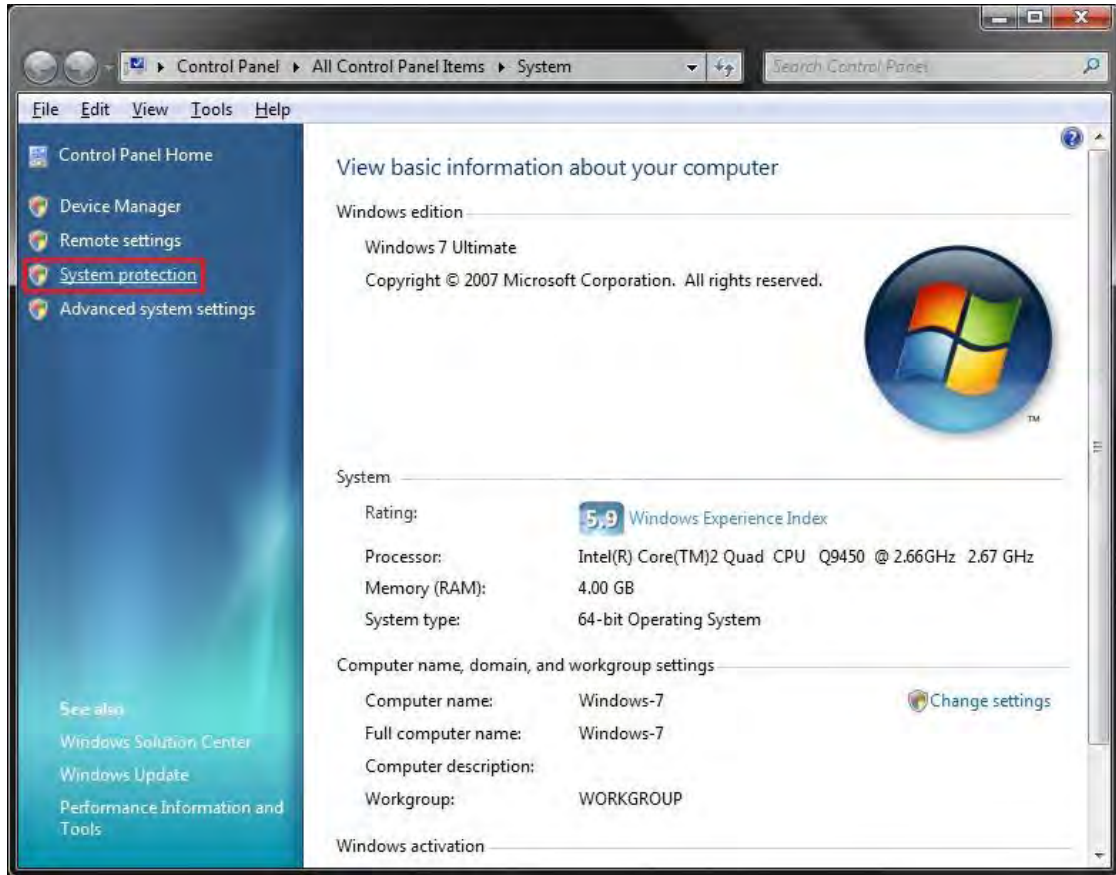 Control Panel ▸ All Control Panel Items ▸ System
Search Control Panel
File Edit View Tools Help
Control Panel Home
Device Manager
Remote settings
System protection
Advanced system settings
See also
Windows Solution Center
Windows Update
Performance Information and
Tools
View basic information about your computer
Windows edition
Windows 7 Ultimate
Copyright © 2007 Microsoft Corporation. All rights reserved.
TM
System
Rating:
5.9 Windows Experience Index
Processor: Intel(R) Core(TM)2 Quad CPU Q9450 @ 2.66GHz 2.67 GHz
Memory (RAM): 4.00 GB
System type: 64-bit Operating System
Computer name, domain, and workgroup settings
Computer name: Windows-7
Change settings
Full computer name: Windows-7
Computer description:
Workgroup: WORKGROUP
Windows activation